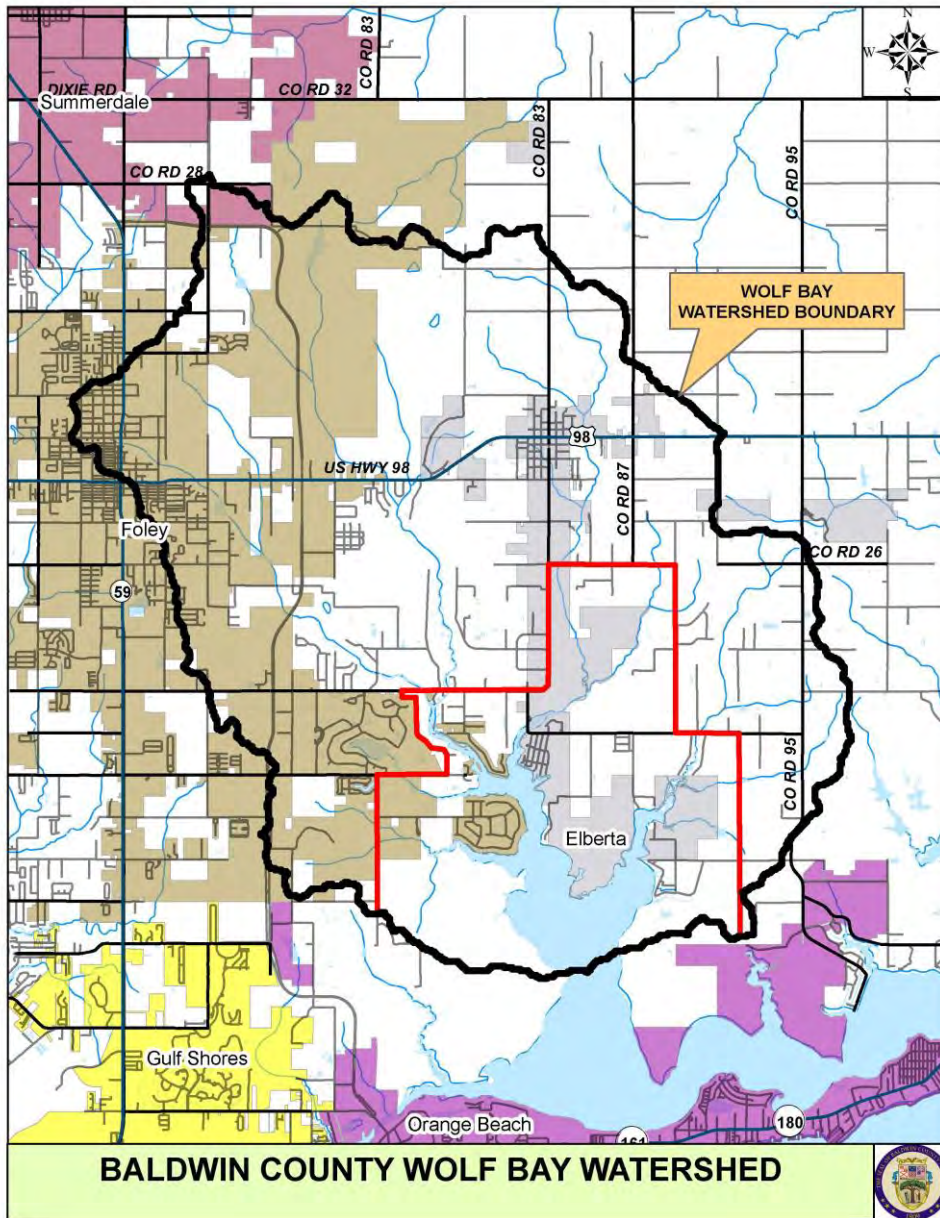 N
W
S
CO RD 83
DIXIE RD
CO RD 32
Summerdale
CO RD 83
CO RD 95
CO RD 28
WOLF BAY
WATERSHED BOUNDARY
98
US HWY 98
CO RD 87
Foley
CO RD 26
59
CO RD 95
Elberta
Gulf Shores
Orange Beach
180
161
BALDWIN COUNTY WOLF BAY WATERSHED